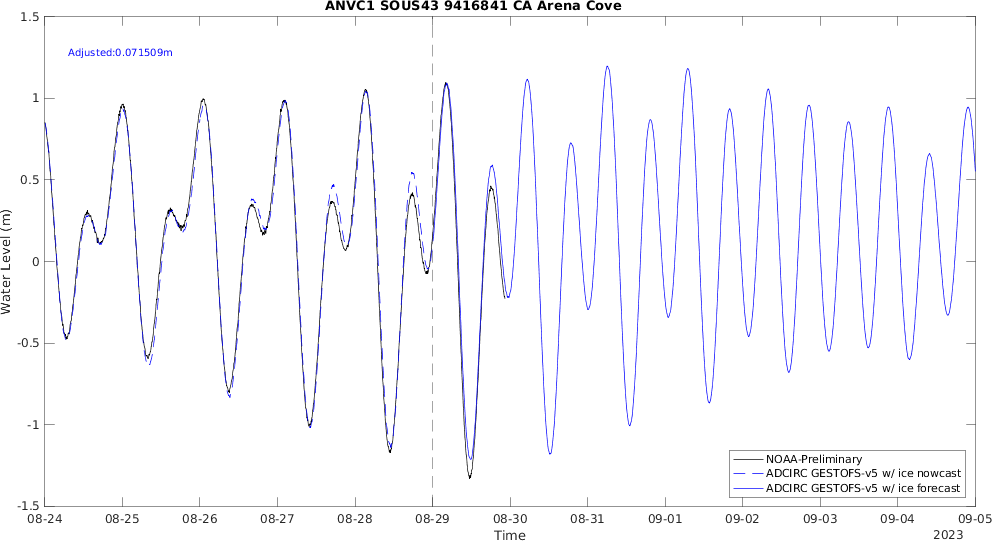 ANVC1 SOUS43 9416841 CA Arena Cove
Adjusted:0.071509m
Water Level (m)
1.5
1
0.5
0
-0.5
-1
-1.5
NOAA-Preliminary
ADCIRC GESTOFS-v5 w/ ice nowcast
ADCIRC GESTOFS-v5 w/ ice forecast
08-24 08-25 08-26 08-27 08-28 08-29 08-30 08-31 09-01 09-02 09-03 09-04 09-05
Time
2023